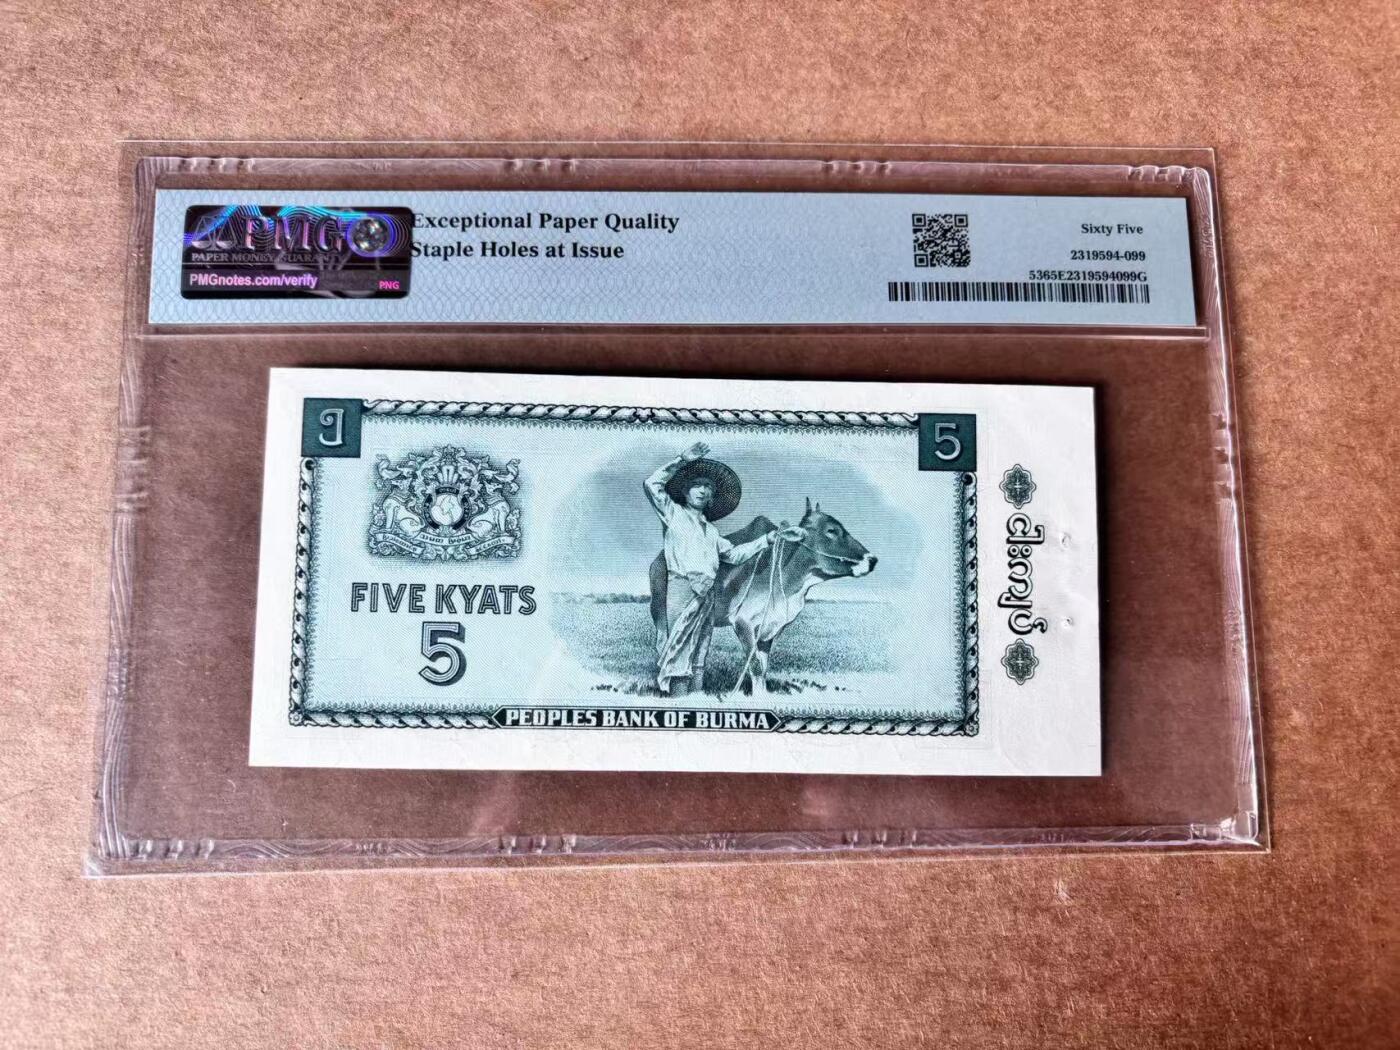 PMG
PAPER MONEY GUARANTY
PMGnotes.com/verify
PNG
Exceptional Paper Quality
Staple Holes at Issue
Sixty Five
2319594-099
5365E2319594099G
၅
5
FIVE KYATS
5
PEOPLES BANK OF BURMA
ငါးကျပ်